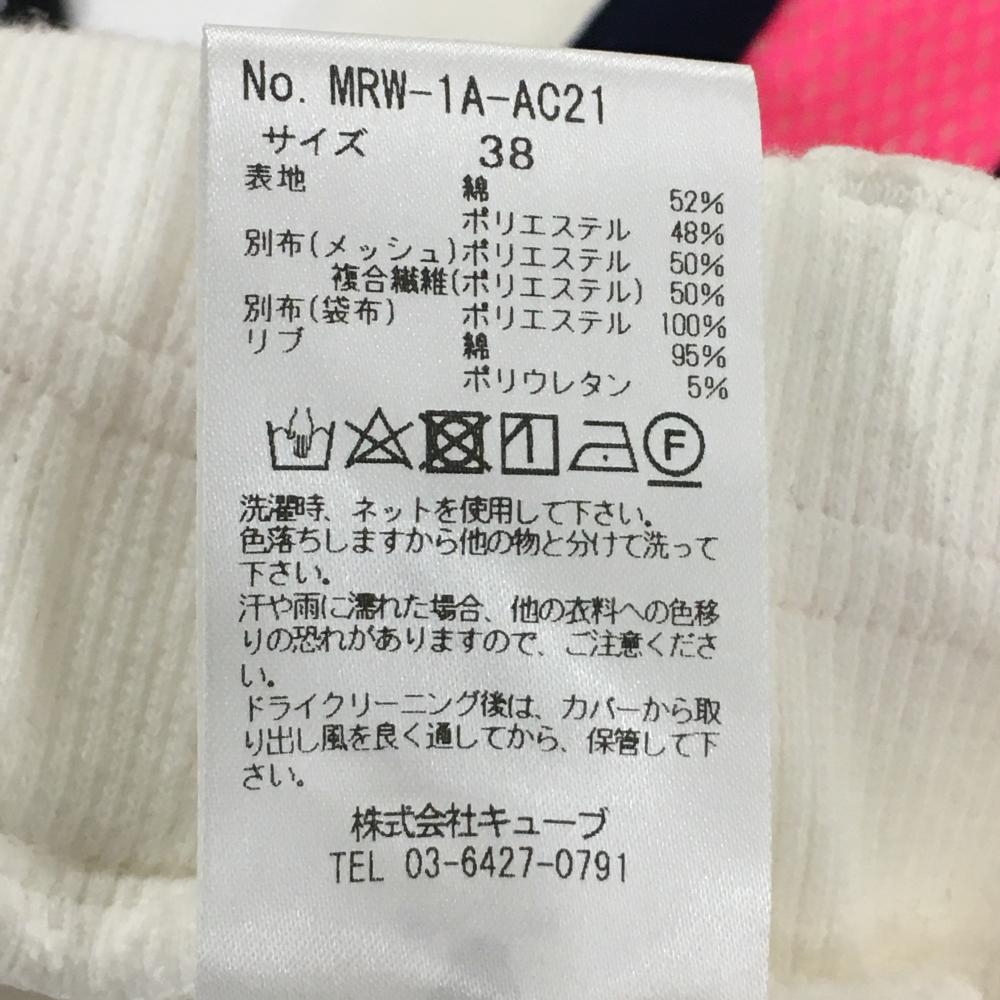 No. MRW-1A-AC21
サイズ 38
表地 綿 52%
ポリエステル 48%
別布(メッシュ)ポリエステル 50%
複合繊維(ポリエステル) 50%
別布(袋布) ポリエステル 100%
リブ 綿 95%
ポリウレタン 5%
F
洗濯時、ネットを使用して下さい。
色落ちしますから他の物と分けて洗って
下さい。
汗や雨に濡れた場合、他の衣料への色移
りの恐れがありますので、ご注意くださ
い。
ドライクリーニング後は、カバーから取
り出し風を良く通してから、保管して下
さい。
株式会社キューブ
TEL 03-6427-0791